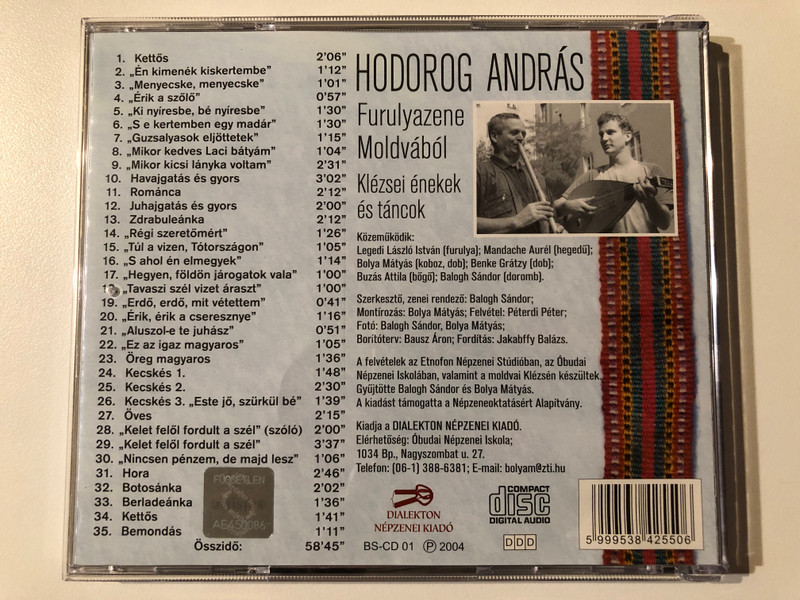 1. Kettős 2'06"
2. „Én kimenék kiskertembe” 1'12"
3. „Menyecske, menyecske” 1'01"
4. „Érik a szőlő” 0'57"
5. „Ki nyíresbe, bé nyíresbe” 1'30"
6. „S e kertemben egy madár” 1'30"
7. „Guzsalyasok eljöttetek” 1'15"
8. „Mikor kedves Laci bátyám” 1'04"
9. „Mikor kicsi lányka voltam” 2'31"
10. Havajgatás és gyors 3'02"
11. Románca 2'12"
12. Juhajgatás és gyors 2'00"
13. Zdrabuleánka 2'12"
14. „Régi szeretőmért” 1'26"
15. „Túl a vizen, Tótországon” 1'05"
16. „S ahol én elmegyek” 1'14"
17. „Hegyen, földön járogatok vala” 1'00"
18. „Tavaszi szél vizet áraszt” 1'00"
19. „Erdő, erdő, mit vétettem” 0'41"
20. „Érik, érik a cseresznye” 1'16"
21. „Aluszol-e te juhász” 0'51"
22. „Ez az igaz magyaros” 1'05"
23. Öreg magyaros 1'36"
24. Kecskés 1. 1'48"
25. Kecskés 2. 2'30"
26. Kecskés 3. „Este jő, szürkül bé” 1'39"
27. Öves 2'15"
28. „Kelet felől fordult a szél” (szóló) 2'00"
29. „Kelet felől fordult a szél” 3'37"
30. „Nincsen pénzem, de majd lesz” 1'06"
31. Hora 2'46"
32. Botosánka 2'02"
33. Berladeánka 1'36"
34. Kettős 1'41"
35. Bemondás 1'11"
Összidő: 58'45"
FÜGGETLEN
AE450086
HODOROG ANDRÁS
Furulyazene
Moldvából
Klézsei énekek
és táncok
Közeműködik:
Legedi László István (furulya); Mandache Aurél (hegedű);
Bolya Mátyás (koboz, dob); Benke Grátzy (dob);
Buzás Attila (bőgő); Balogh Sándor (doromb).
Szerkesztő, zenei rendező: Balogh Sándor;
Montírozás: Bolya Mátyás; Felvétel: Péterdi Péter;
Fotó: Balogh Sándor, Bolya Mátyás;
Borítóterv: Bausz Áron; Fordítás: Jakabffy Balázs.
A felvételek az Etnofon Népzenei Stúdióban, az Óbudai
Népzenei Iskolában, valamint a moldvai Klézsén készültek.
Gyűjtötte Balogh Sándor és Bolya Mátyás.
A kiadást támogatta a Népzeneoktatásért Alapítvány.
Kiadja a DIALEKTON NÉPZENEI KIADÓ.
Elérhetőség: Óbudai Népzenei Iskola;
1034 Bp., Nagyszombat u. 27.
Telefon: (06-1) 388-6381; E-mail: bolyam@zti.hu
DIALEKTON
NÉPZENEI KIADÓ
COMPACT
disc
DIGITAL AUDIO
BS-CD 01 Ⓟ 2004
DDD
5 999538 425506